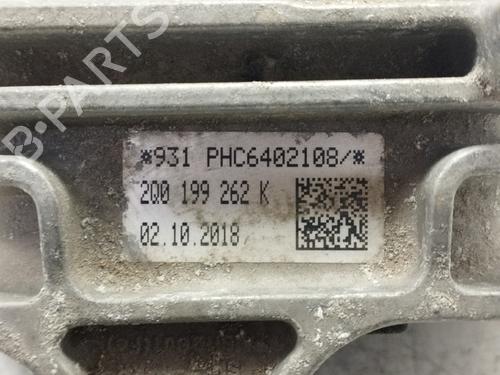 *931 PHC6402108/*
2Q0 199 262 K
02.10.2018
B-PARTS